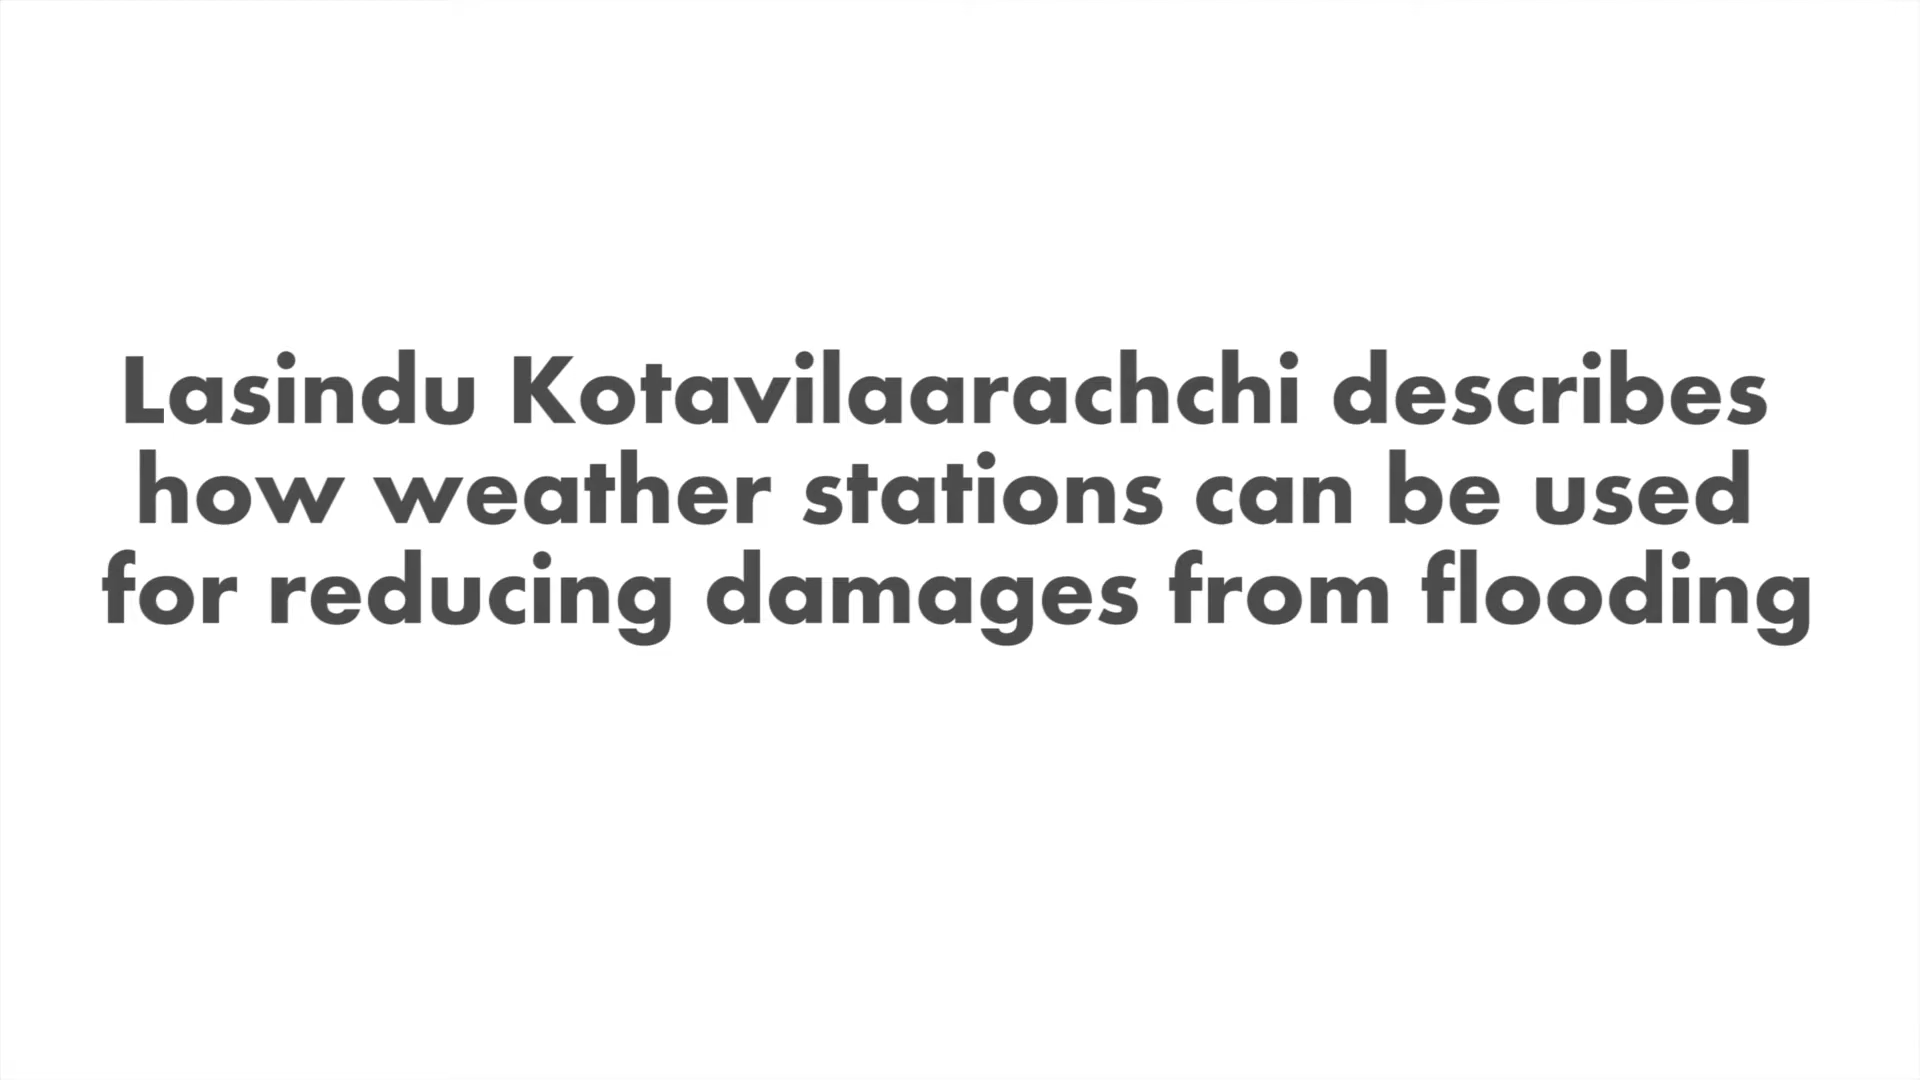 Lasindu Kotavilaarachchi describes
how weather stations can be used
for reducing damages from flooding